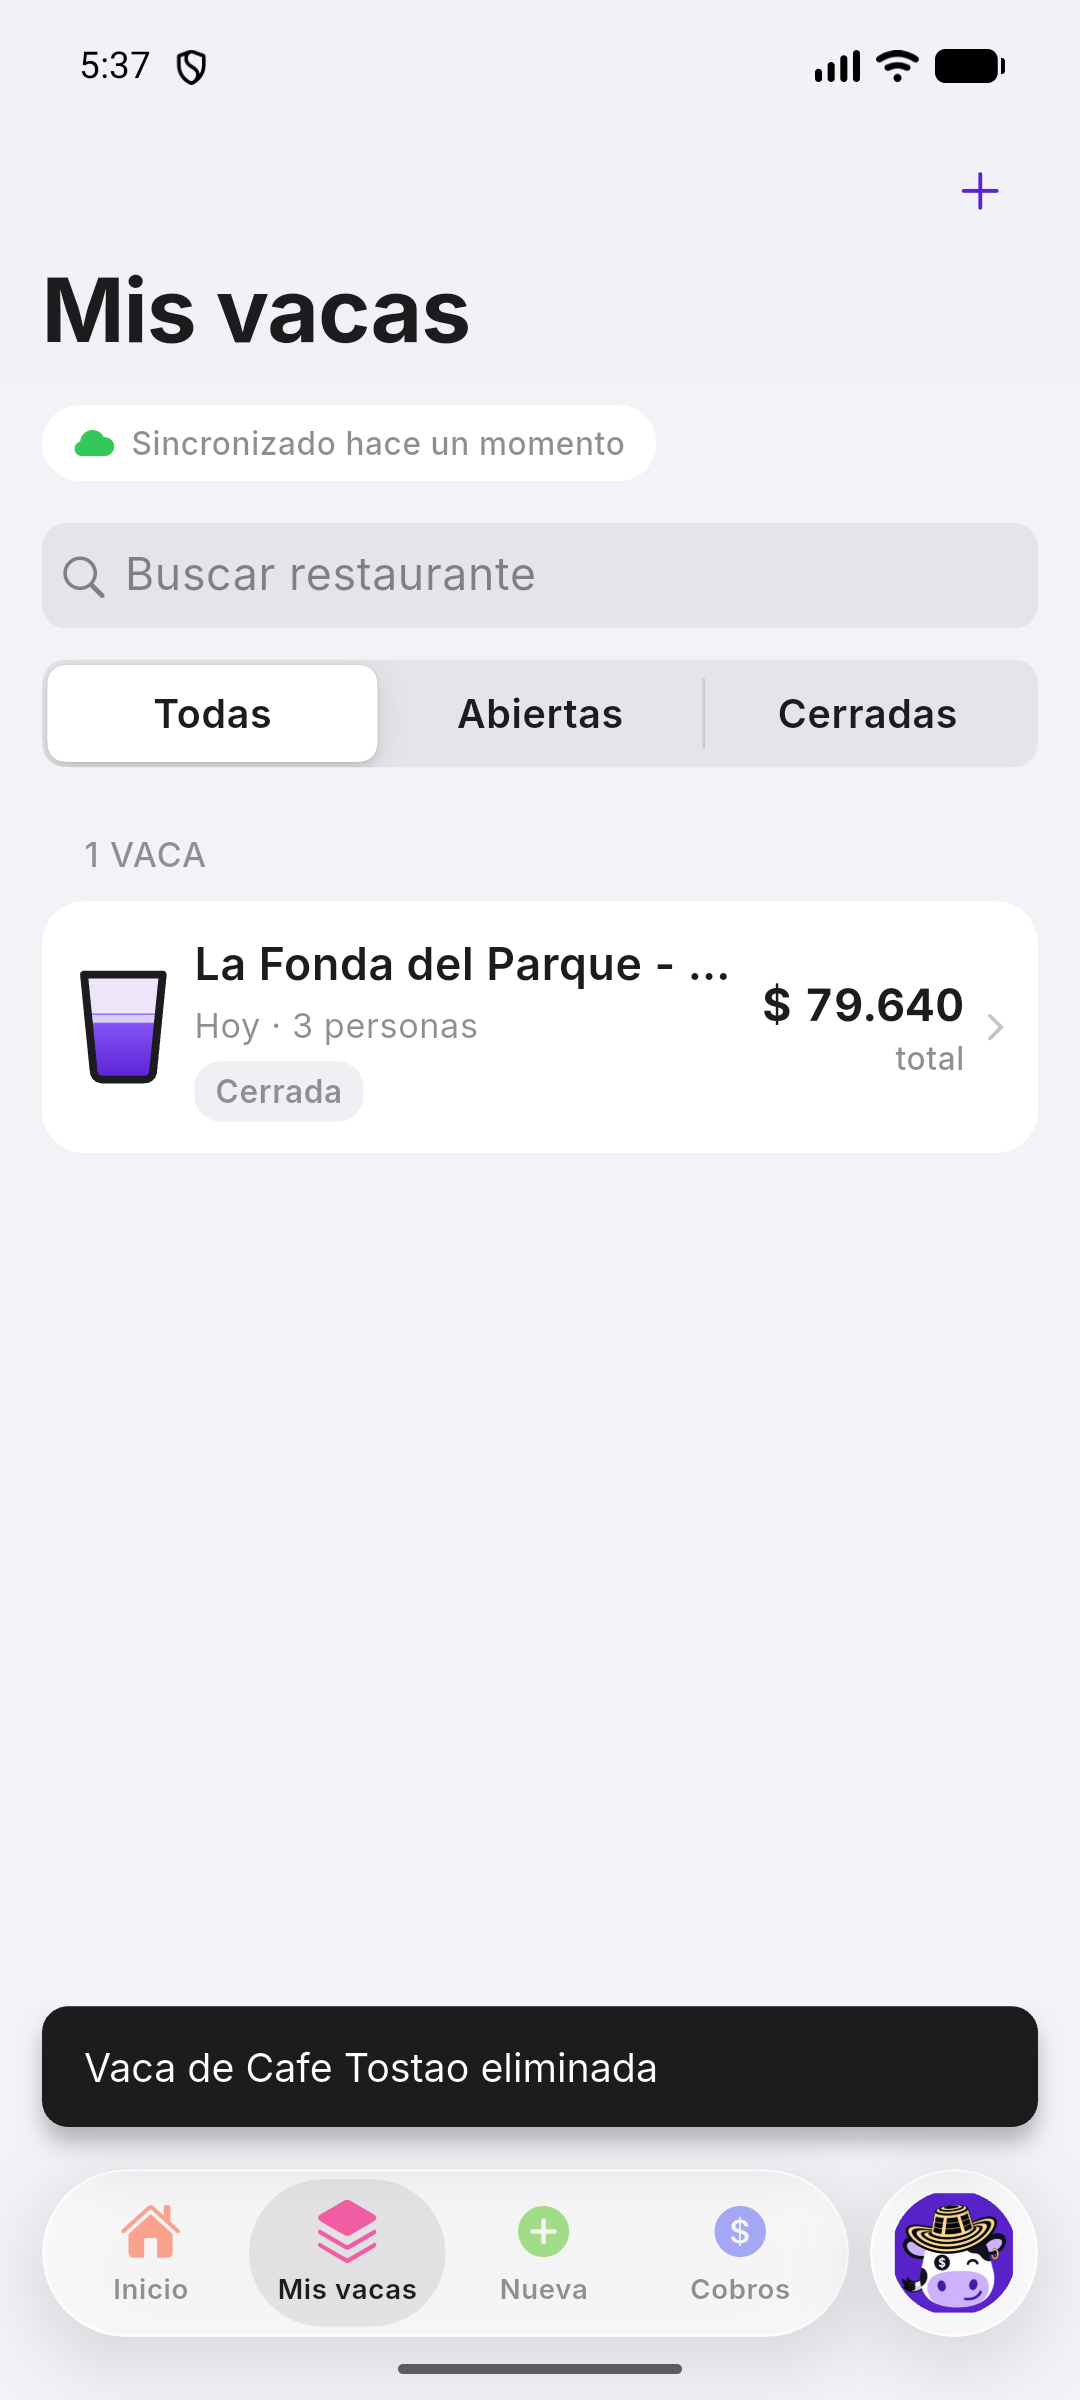 5:37
Mis vacas
Sincronizado hace un momento
Buscar restaurante
Todas
Abiertas
Cerradas
1 VACA
La Fonda del Parque - ...
$ 79.640
Hoy · 3 personas
total
Cerrada
Vaca de Cafe Tostao eliminada
Inicio
Mis vacas
Nueva
Cobros